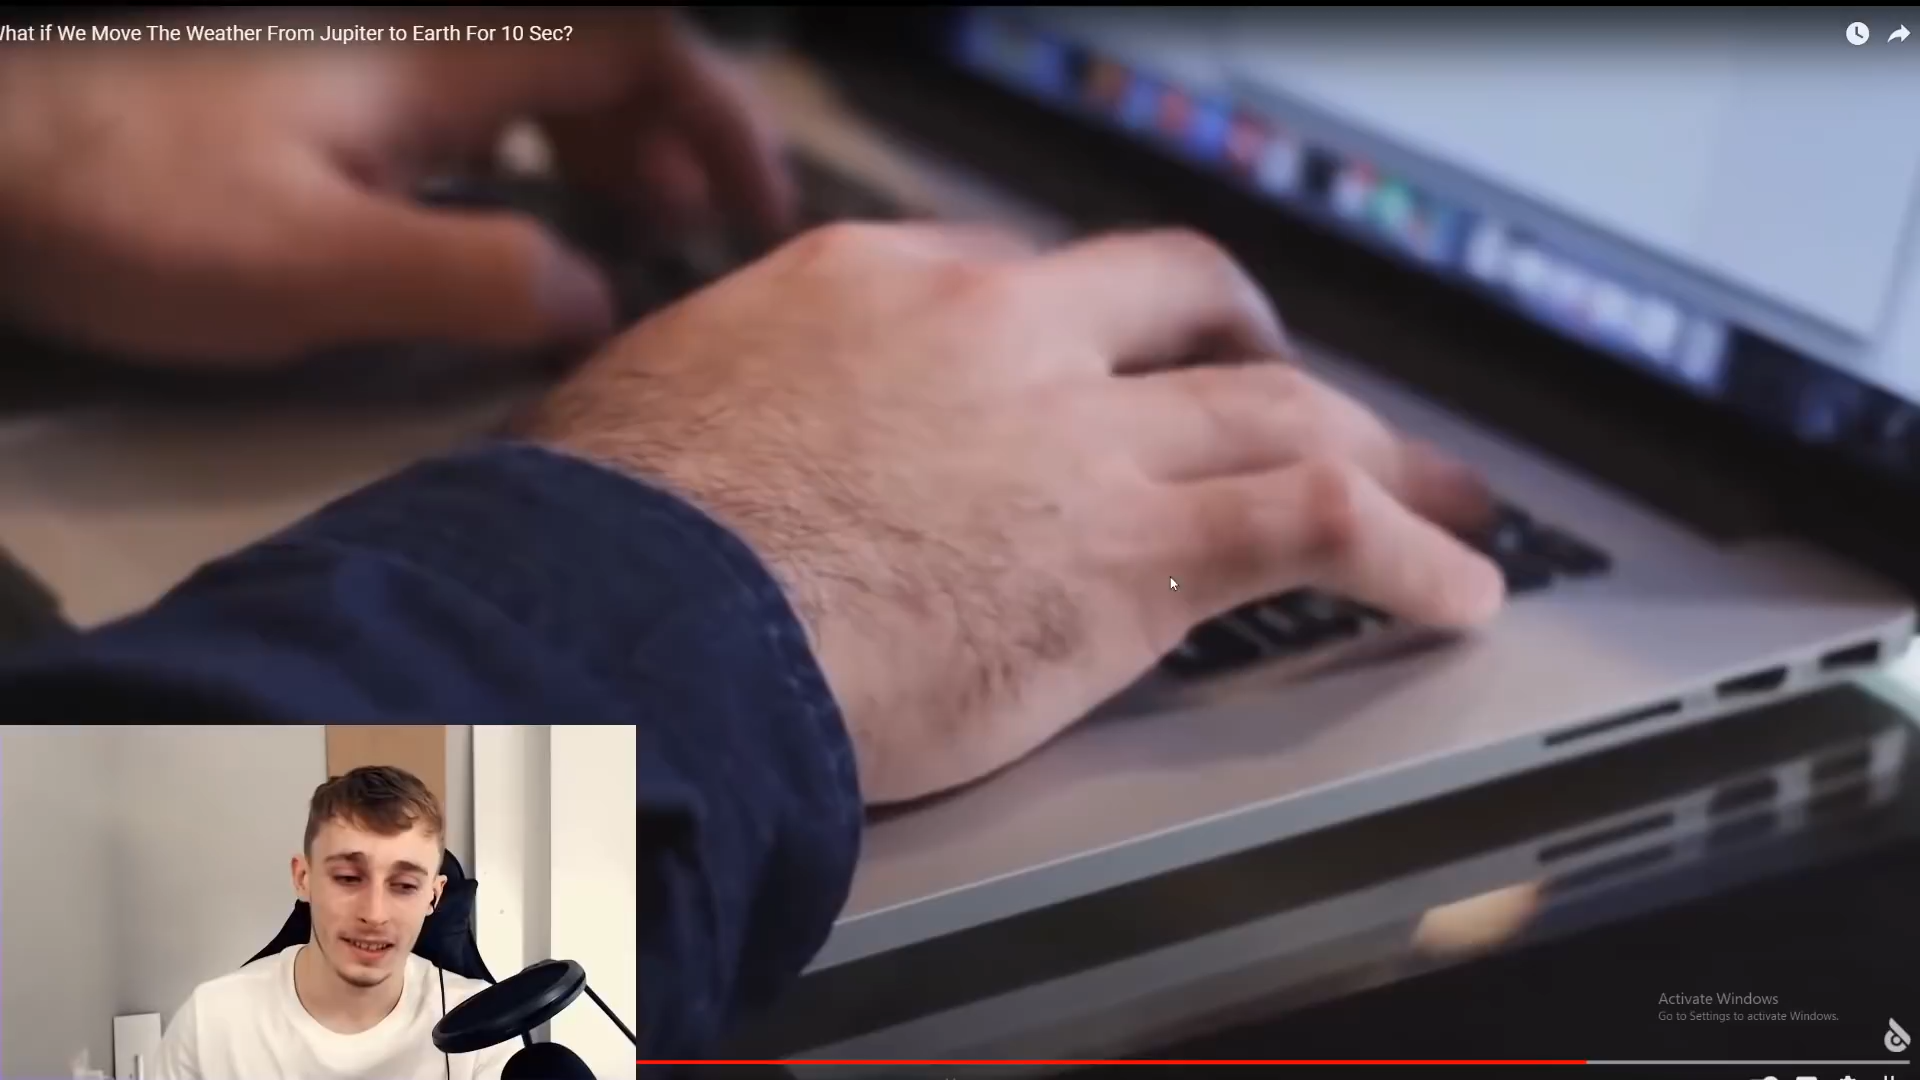 What if We Move The Weather From Jupiter to Earth For 10 Sec?
Activate Windows
Go to Settings to activate Windows.